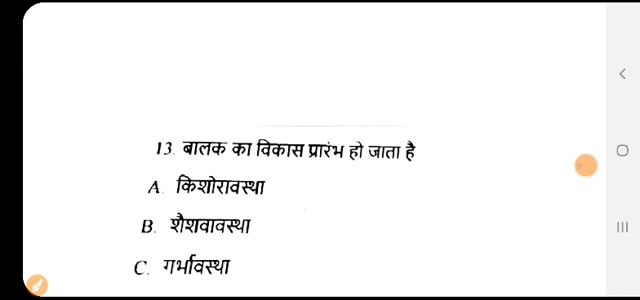 13. बालक का विकास प्रारंभ हो जाता है
A. किशोरावस्था
B. शैशवावस्था
C. गर्भावस्था